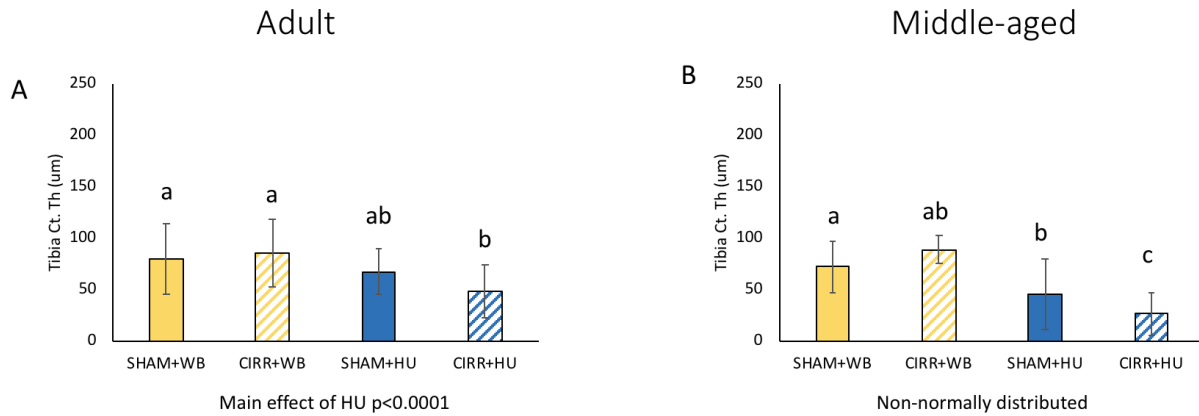 Adult
A
Tibia Ct. Th (um)
250
200
150
100
50
0
a
a
ab
b
SHAM+WB
CIRR+WB
SHAM+HU
CIRR+HU
Main effect of HU p<0.0001
Middle-aged
B
Tibia Ct. Th (um)
250
200
150
100
50
0
a
ab
b
c
SHAM+WB
CIRR+WB
SHAM+HU
CIRR+HU
Non-normally distributed